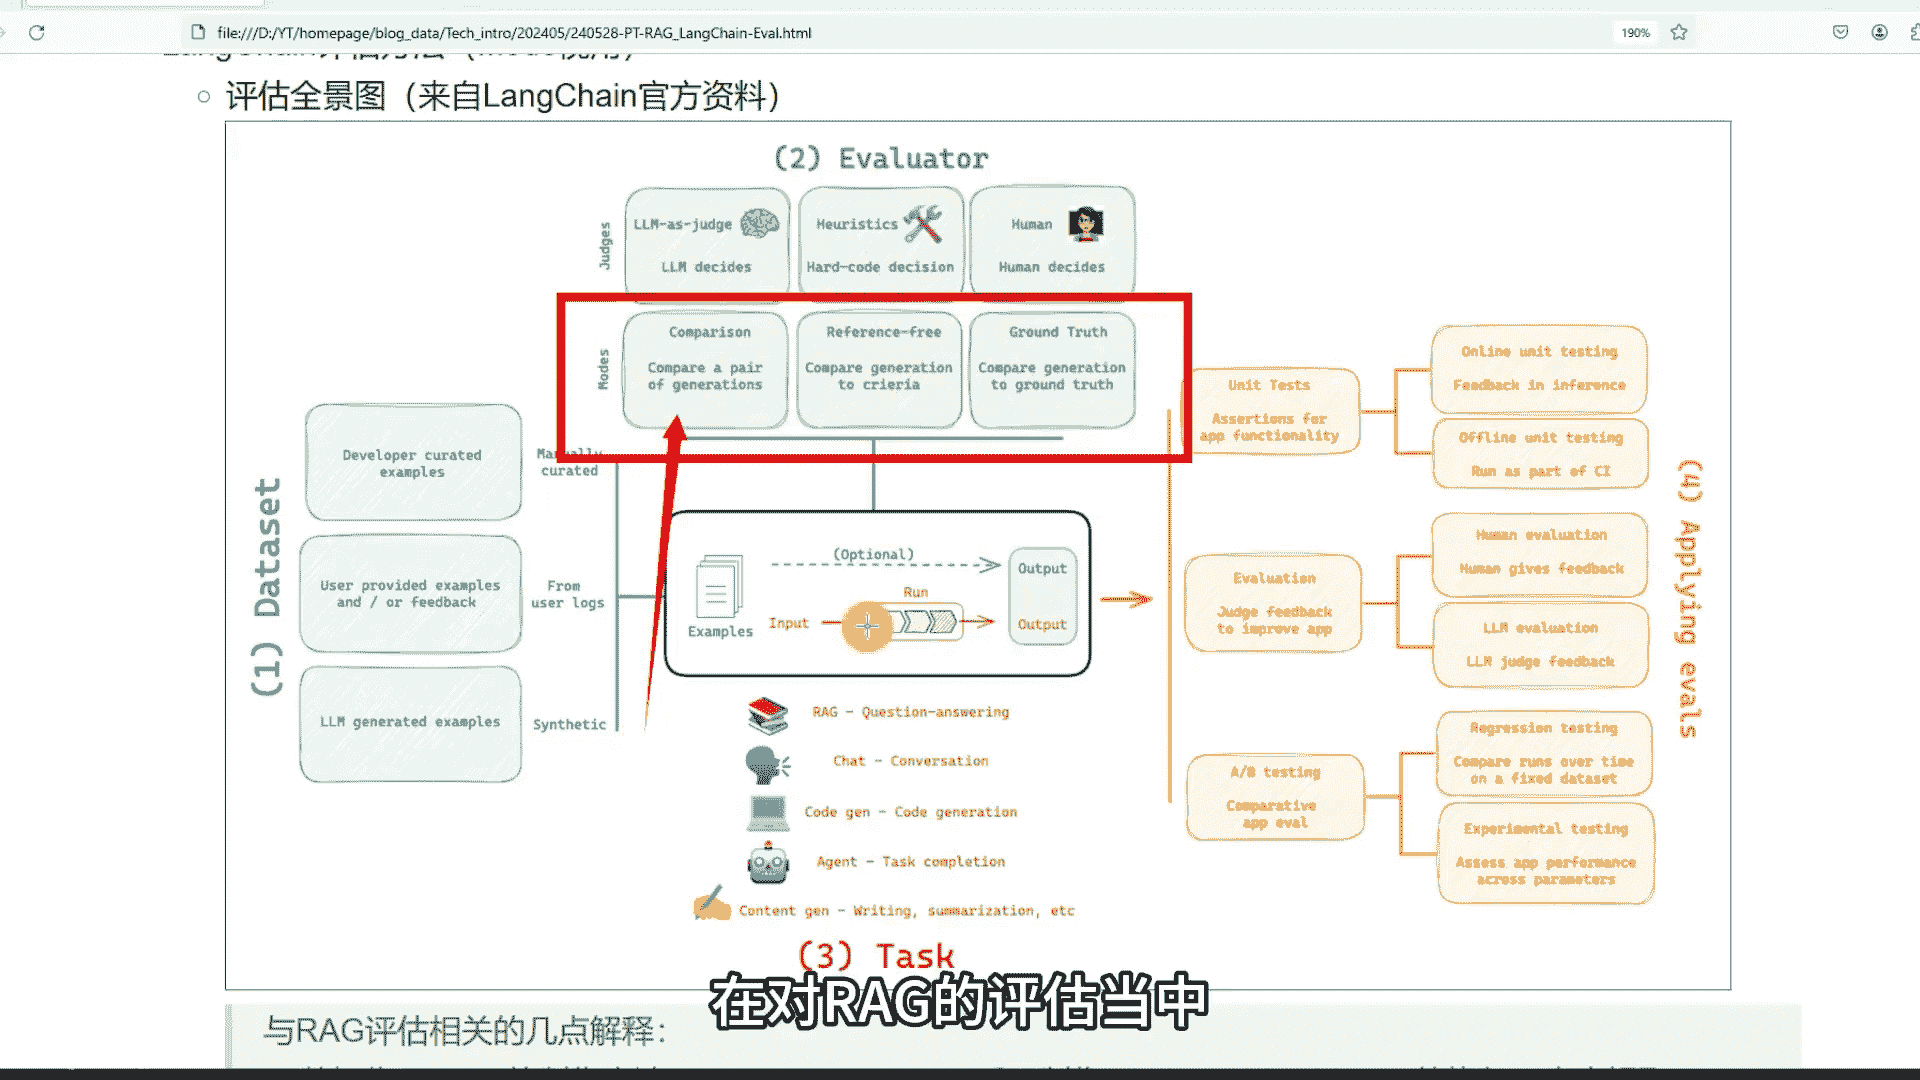 file:///D:/YT/homepage/blog_data/Tech_intro/202405/240528-PT-RAG_LangChain-Eval.html
190%
评估全景图（来自LangChain官方资料）
(2) Evaluator
Judges
LLM-as-judge
LLM decides
Heuristics
Hard-code decision
Human
Human decides
Modes
Comparison
Compare a pair
of generations
Reference-free
Compare generation
to crieria
Ground Truth
Compare generation
to ground truth
(1) Dataset
Developer curated
examples
Manually
curated
User provided examples
and / or feedback
From
user logs
LLM generated examples
Synthetic
Examples
(Optional)
Input
Run
Output
Output
RAG - Question-answering
Chat - Conversation
Code gen - Code generation
Agent - Task completion
Content gen - Writing, summarization, etc
(3) Task
Unit Tests
Assertions for
app functionality
Online unit testing
Feedback in inference
Offline unit testing
Run as part of CI
Evaluation
Judge feedback
to improve app
Human evaluation
Human gives feedback
LLM evaluation
LLM judge feedback
A/B testing
Comparative
app eval
Regression testing
Compare runs over time
on a fixed dataset
Experimental testing
Assess app performance
across parameters
(4) Applying evals
在对RAG的评估当中
与RAG评估相关的几点解释：